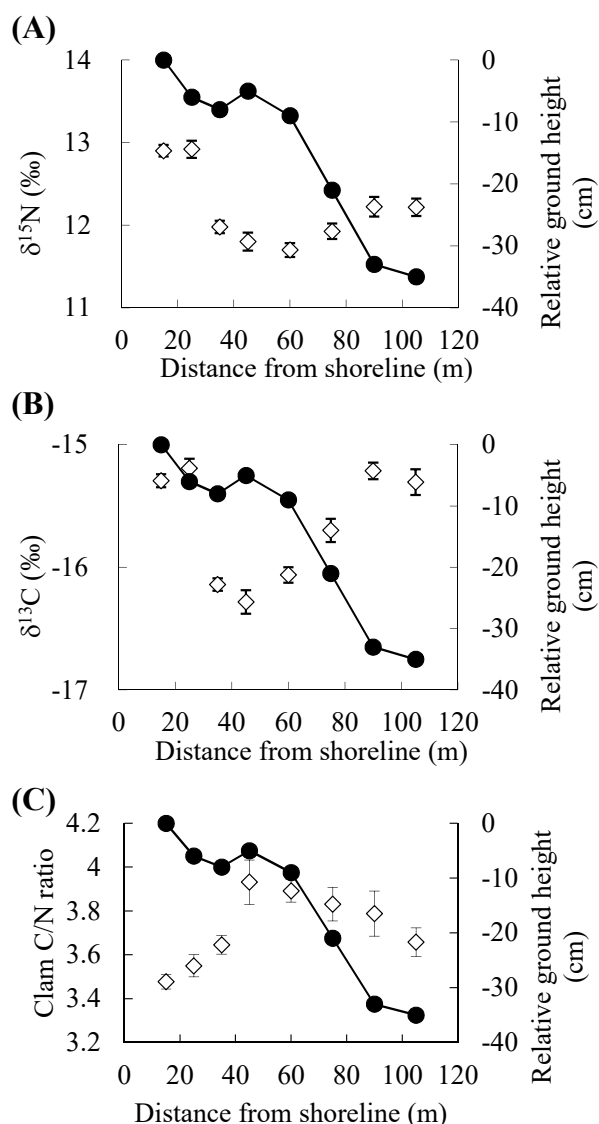 (A)
14
13
12
11
δ¹⁵N (‰)
0
-10
-20
-30
-40
Relative ground height
(cm)
0 20 40 60 80 100 120
Distance from shoreline (m)
(B)
-15
-16
-17
δ¹³C (‰)
0
-10
-20
-30
-40
Relative ground height
(cm)
0 20 40 60 80 100 120
Distance from shoreline (m)
(C)
4.2
4
3.8
3.6
3.4
3.2
Clam C/N ratio
0
-10
-20
-30
-40
Relative ground height
(cm)
0 20 40 60 80 100 120
Distance from shoreline (m)